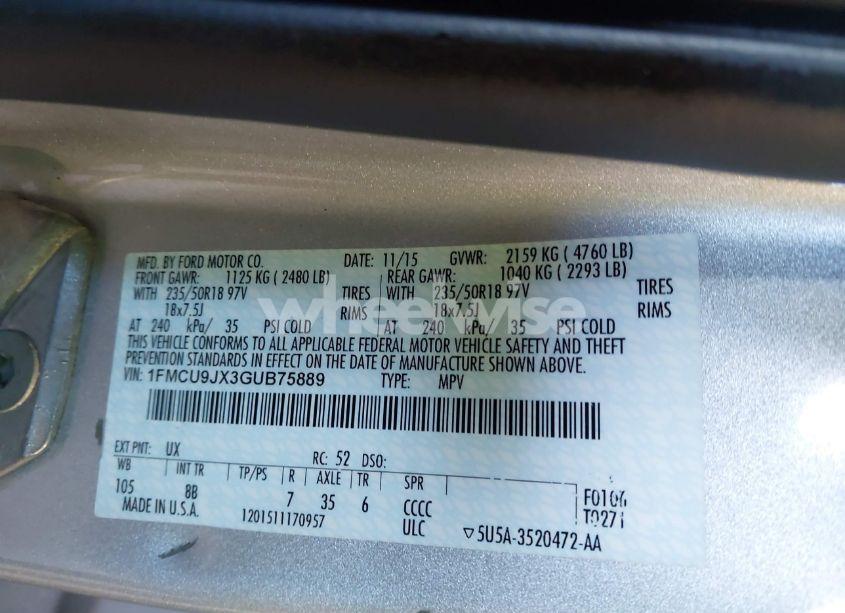 MFD. BY FORD MOTOR CO. DATE: 11/15 GVWR: 2159 KG ( 4760 LB)
FRONT GAWR: 1125 KG ( 2480 LB) REAR GAWR: 1040 KG ( 2293 LB)
WITH 235/50R18 97V TIRES WITH 235/50R18 97V TIRES
18x7.5J RIMS 18x7.5J RIMS
AT 240 kPa/ 35 PSI COLD AT 240 kPa/ 35 PSI COLD
THIS VEHICLE CONFORMS TO ALL APPLICABLE FEDERAL MOTOR VEHICLE SAFETY AND THEFT
PREVENTION STANDARDS IN EFFECT ON THE DATE OF MANUFACTURE SHOWN ABOVE.
VIN: 1FMCU9JX3GUB75889 TYPE: MPV
EXT PNT: UX RC: 52 DSO:
WB INT TR TP/PS R AXLE TR SPR
105 8B 7 35 6 CCCC F0106
MADE IN U.S.A. 1201511170957 ULC T0271
5U5A-3520472-AA
wheelwise